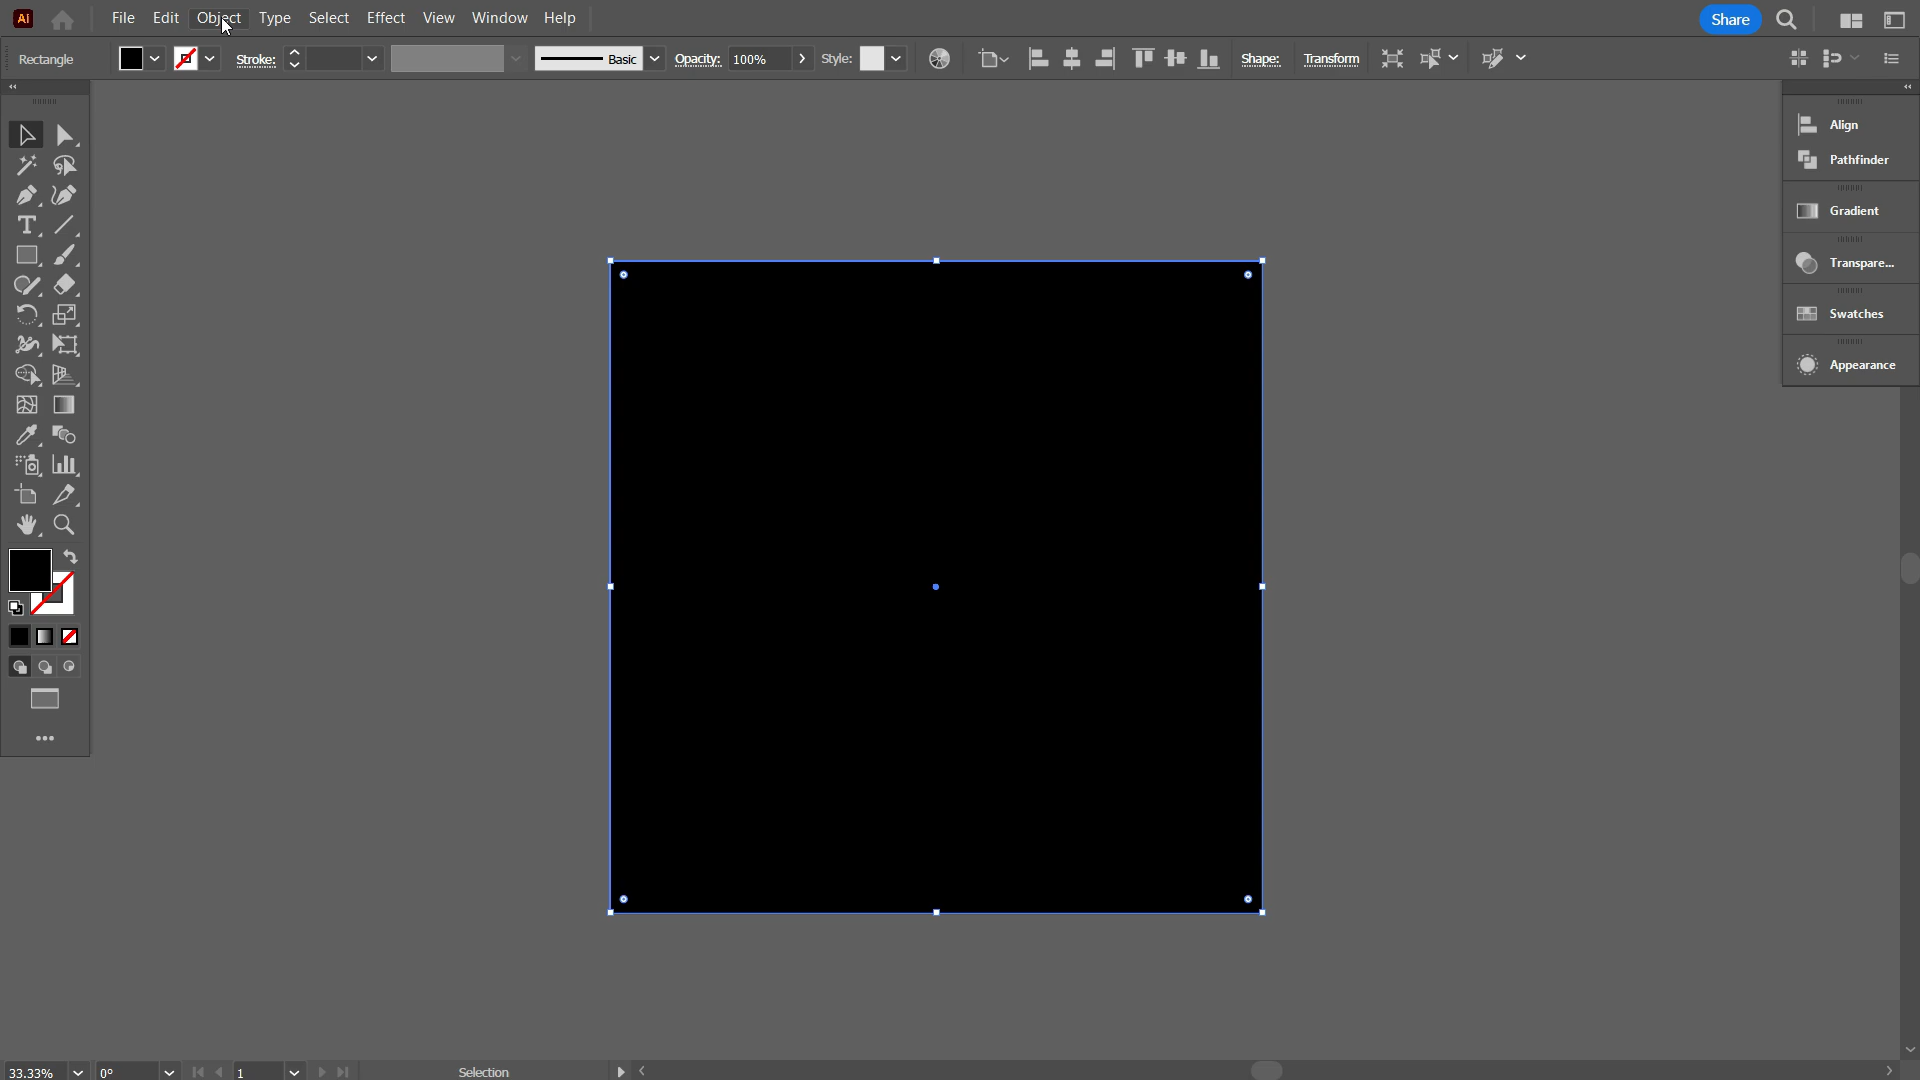 Ai File Edit Object Type Select Effect View Window Help Share
Rectangle Stroke: Basic Opacity: 100% Style: Shape: Transform
Align
Pathfinder
Gradient
Transpare...
Swatches
Appearance
33.33% 0° 1 Selection